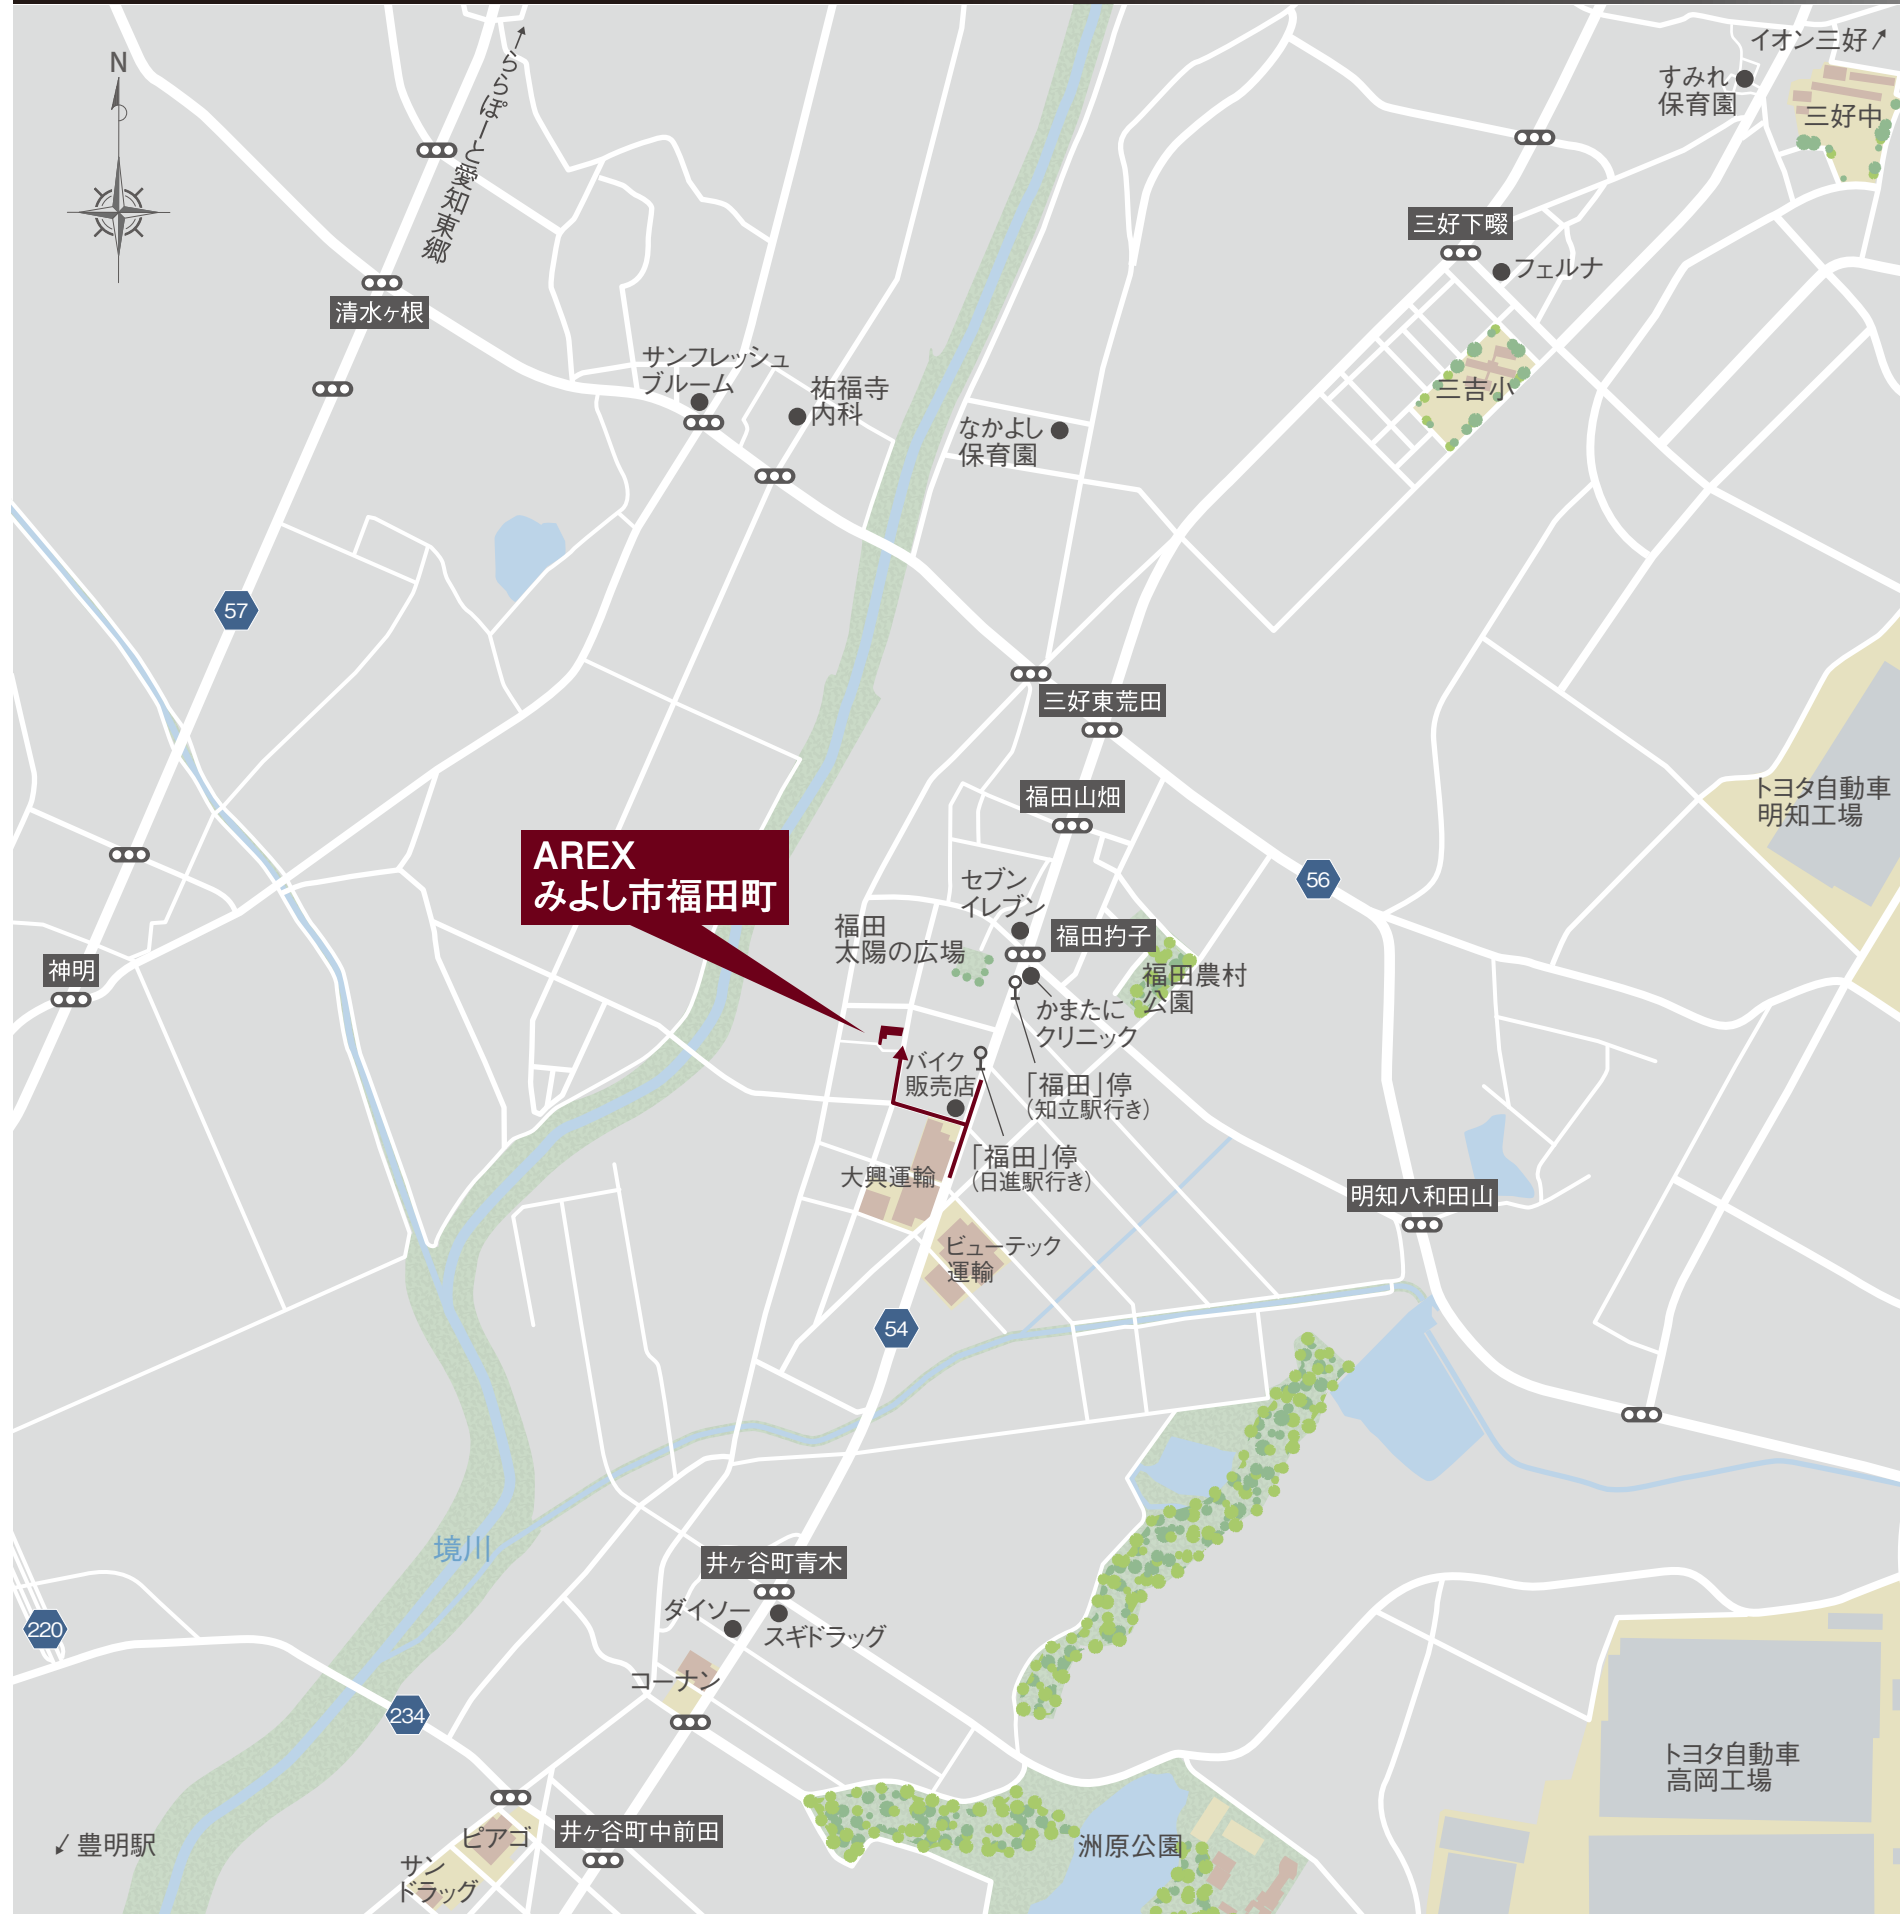 N
→ららぽーと愛知東郷
イオン三好↗
すみれ
保育園
三好中
三好下畷
フェルナ
清水ヶ根
サンフレッシュ
ブルーム
祐福寺
内科
なかよし
保育園
三吉小
57
三好東荒田
福田山畑
トヨタ自動車
明知工場
AREX
みよし市福田町
セブン
イレブン
56
福田
太陽の広場
福田杓子
福田農村
公園
神明
かまたに
クリニック
バイク
販売店
「福田」停
(知立駅行き)
「福田」停
(日進駅行き)
大興運輸
明知八和田山
ビューテック
運輸
54
境川
井ヶ谷町青木
ダイソー
スギドラッグ
220
コーナン
234
トヨタ自動車
高岡工場
ピアゴ
井ヶ谷町中前田
↙豊明駅
サン
ドラッグ
洲原公園